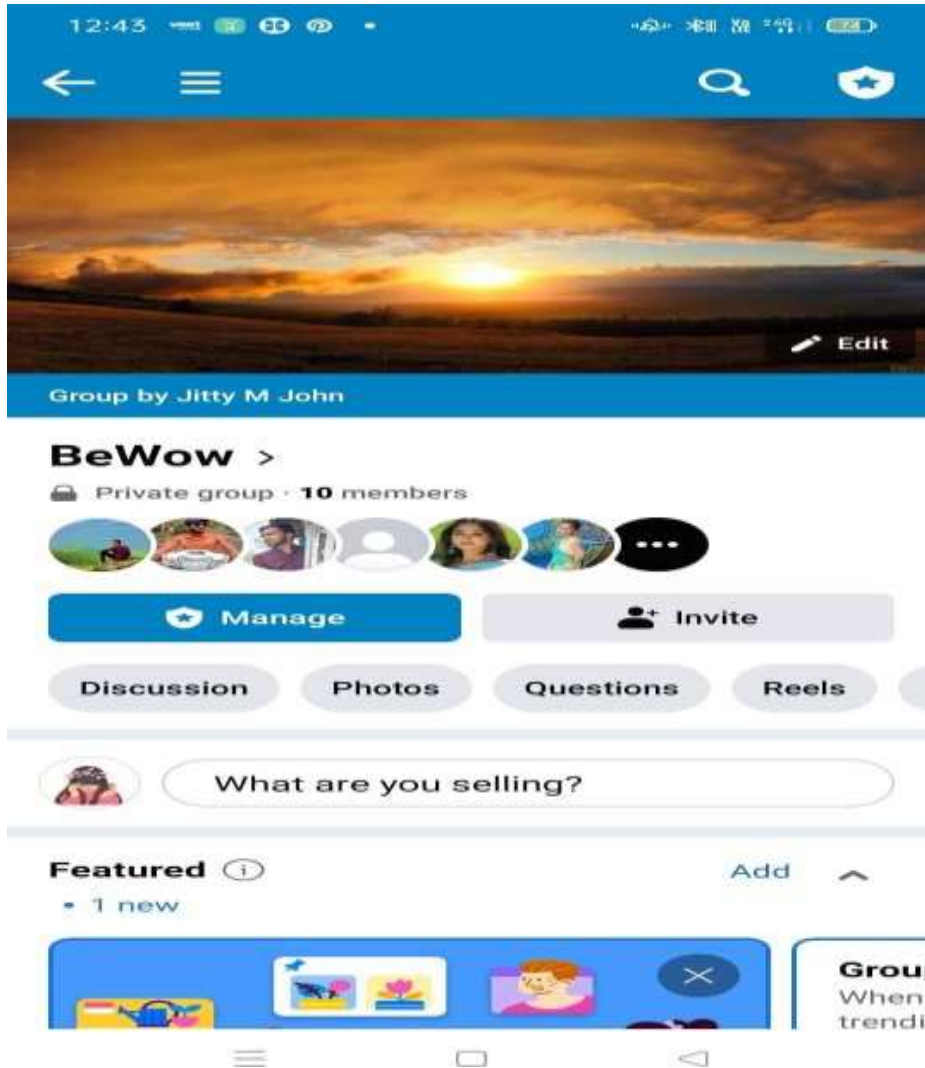 12:43
Edit
Group by Jitty M John
BeWow >
Private group · 10 members
Manage
Invite
Discussion Photos Questions Reels
What are you selling?
Featured
Add
• 1 new
Grou
When
trendi